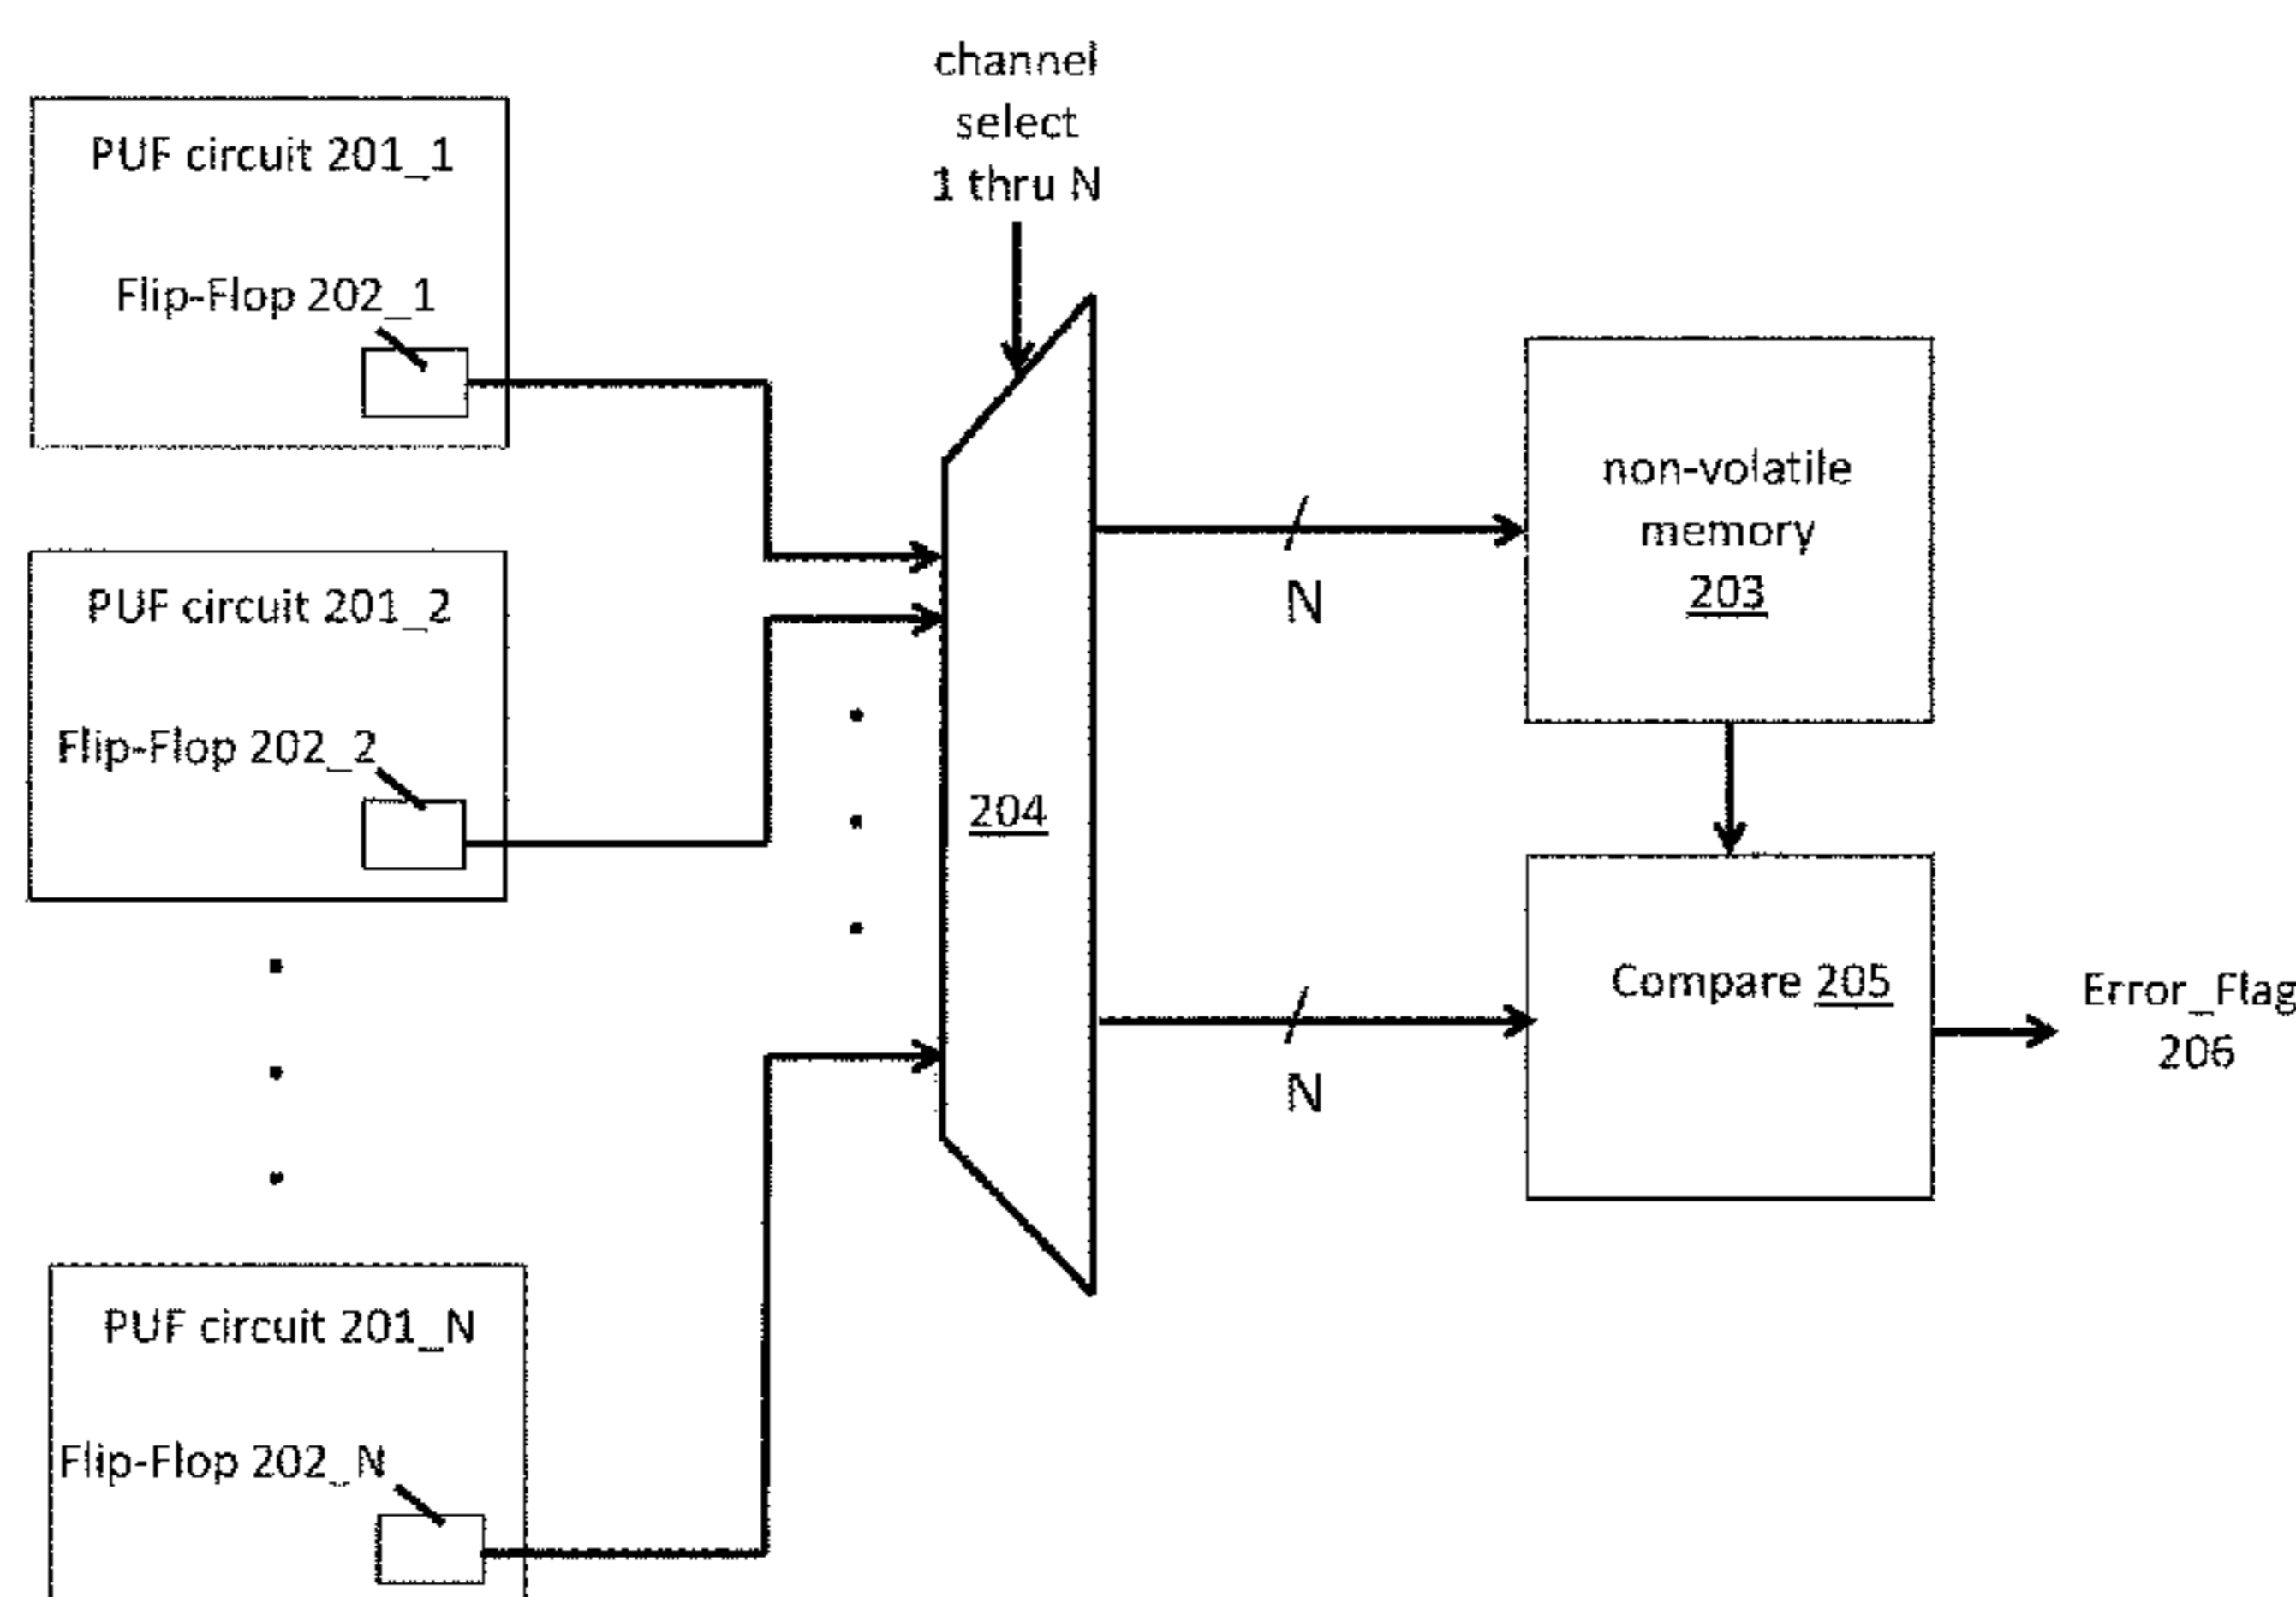 channel
select
1 thru N
PUF circuit 201_1
Flip-Flop 202_1
PUF circuit 201_2
Flip-Flop 202_2
PUF circuit 201_N
Flip-Flop 202_N
204
N
N
non-volatile
memory
203
Compare 205
Error_Flag
206